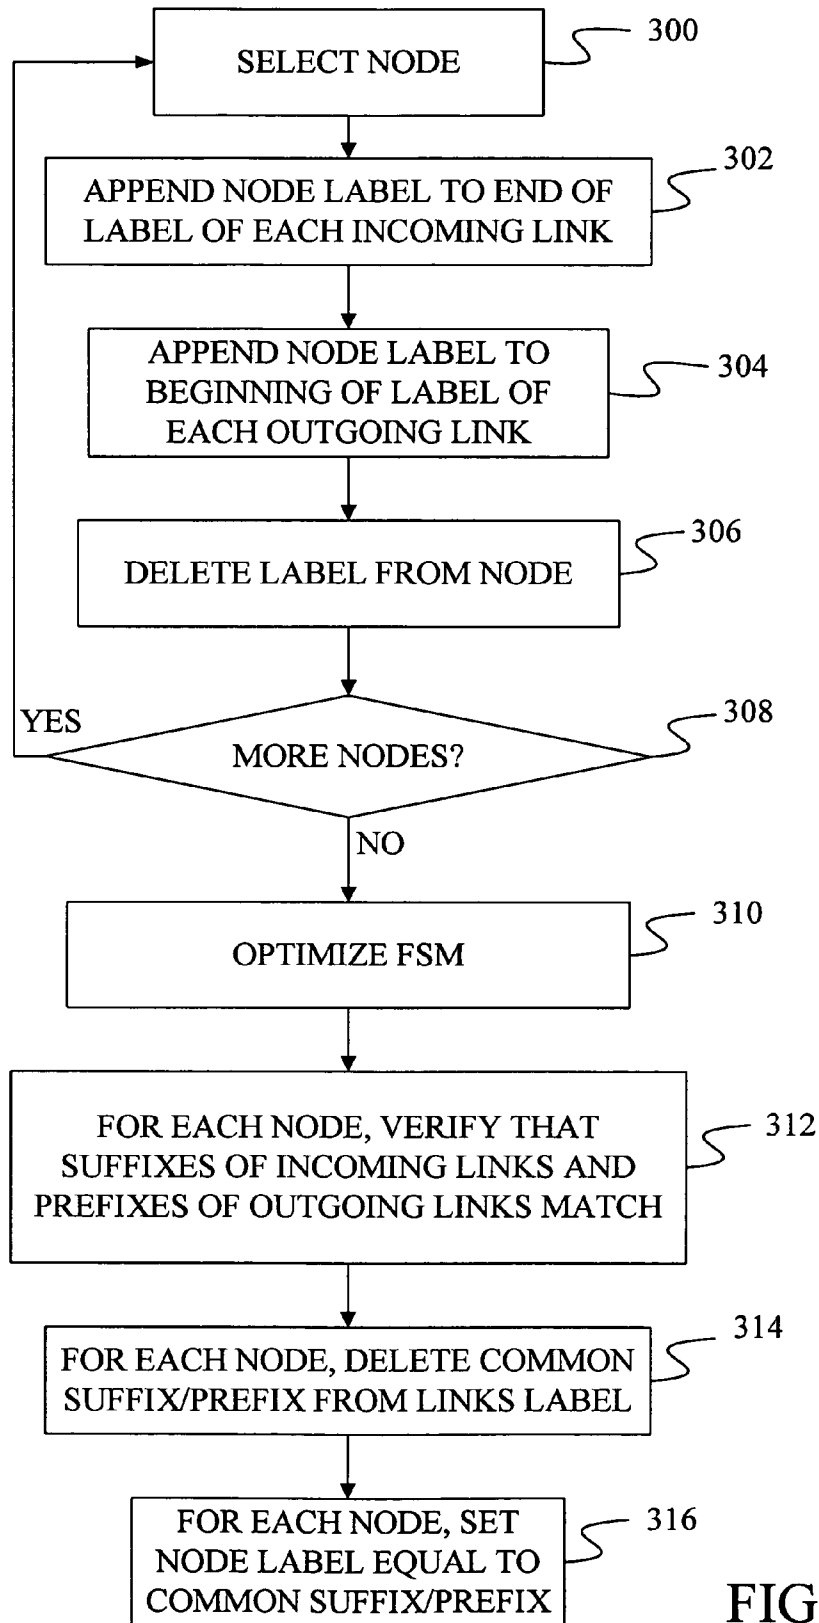 SELECT NODE
300
APPEND NODE LABEL TO END OF
LABEL OF EACH INCOMING LINK
302
APPEND NODE LABEL TO
BEGINNING OF LABEL OF
EACH OUTGOING LINK
304
DELETE LABEL FROM NODE
306
YES
MORE NODES?
308
NO
OPTIMIZE FSM
310
FOR EACH NODE, VERIFY THAT
SUFFIXES OF INCOMING LINKS AND
PREFIXES OF OUTGOING LINKS MATCH
312
FOR EACH NODE, DELETE COMMON
SUFFIX/PREFIX FROM LINKS LABEL
314
FOR EACH NODE, SET
NODE LABEL EQUAL TO
COMMON SUFFIX/PREFIX
316
FIG